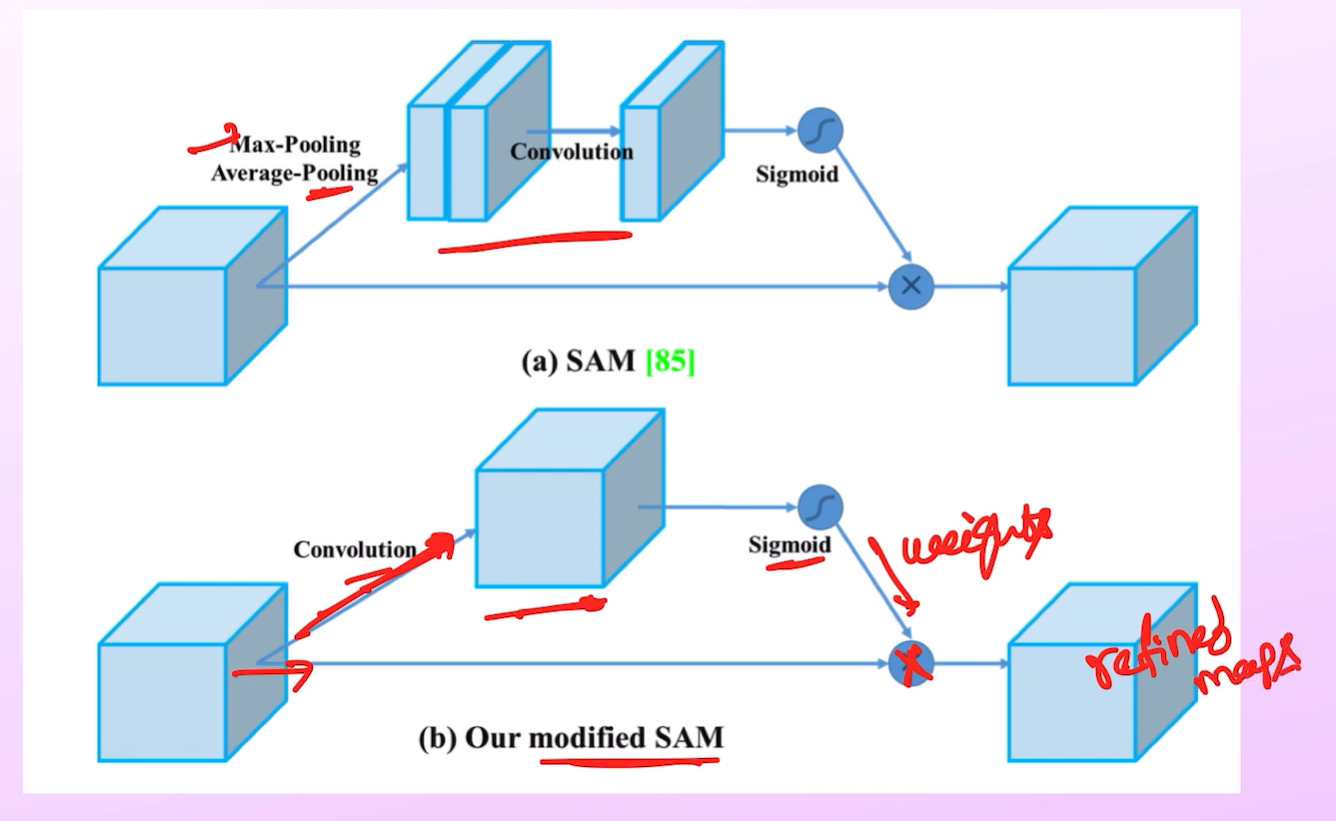 Max-Pooling
Average-Pooling
Convolution
Sigmoid
(a) SAM [85]
Convolution
Sigmoid
weights
refined
maps
(b) Our modified SAM